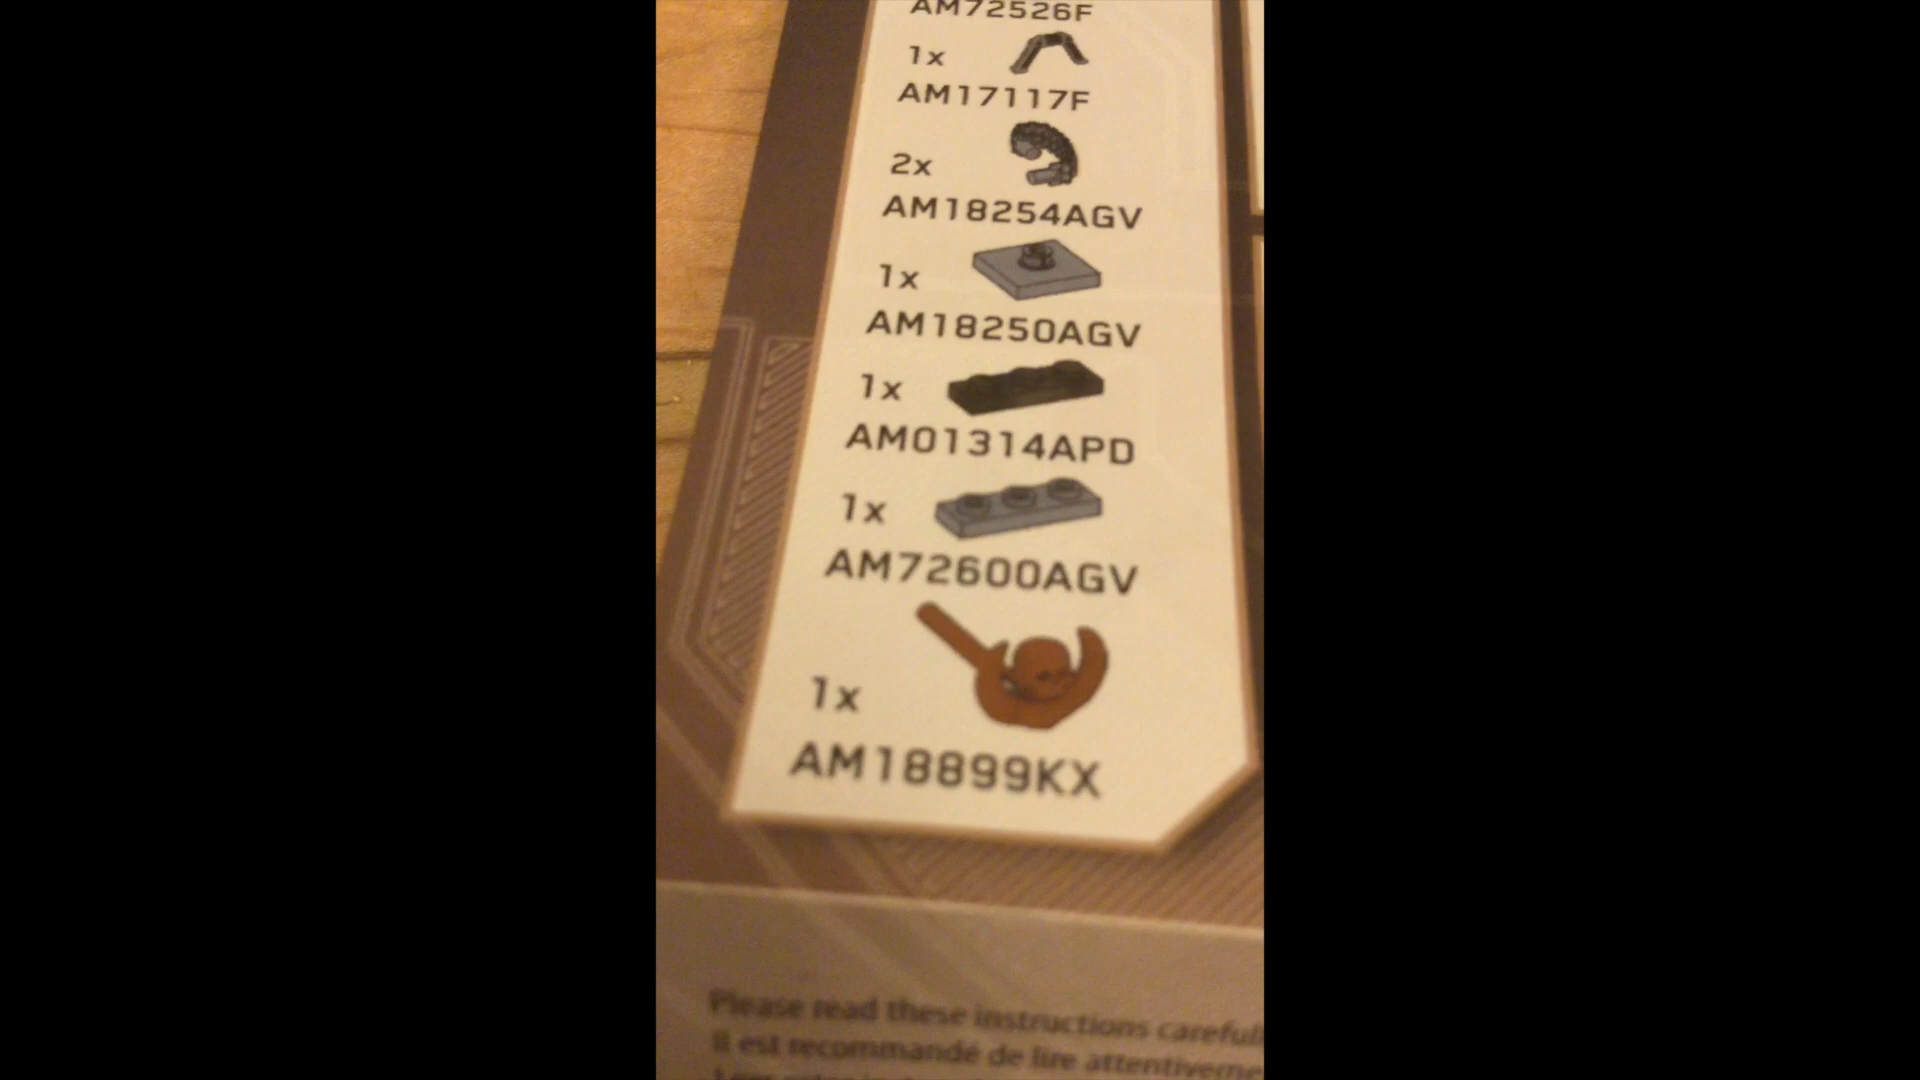 AM72526F
1x
AM17117F
2x
AM18254AGV
1x
AM18250AGV
1x
AM01314APD
1x
AM72600AGV
1x
AM18899KX
Please read these instructions
Il est recommandé de lire